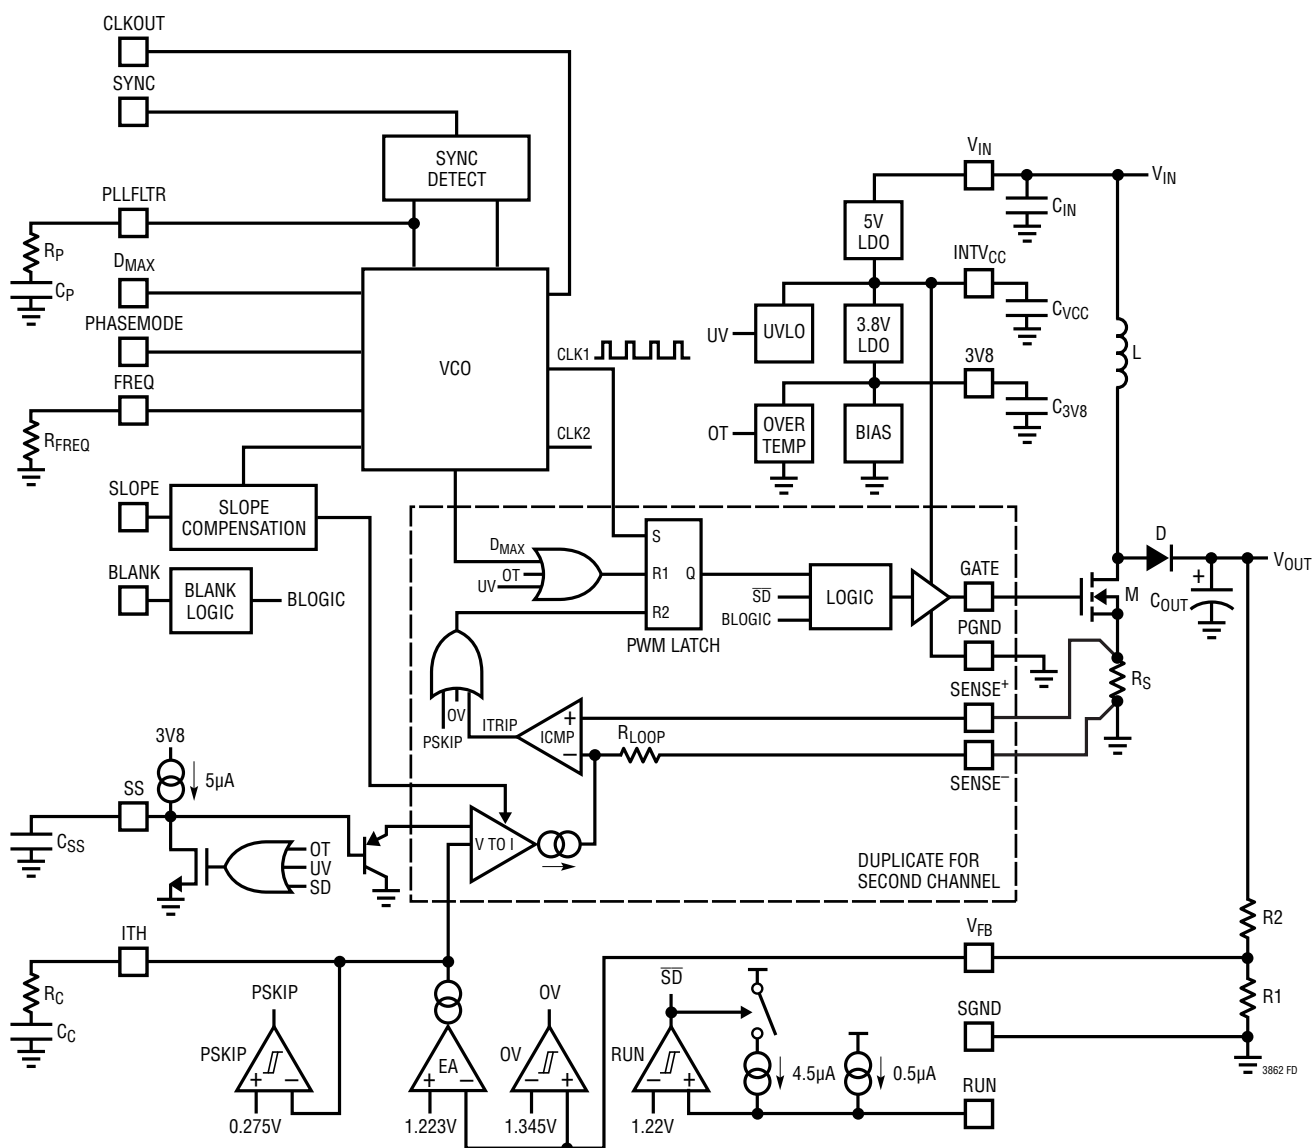 CLKOUT
SYNC
SYNC
DETECT
PLLFLTR
RP
CP
DMAX
PHASEMODE
FREQ
RFREQ
VCO
CLK1
CLK2
SLOPE
SLOPE
COMPENSATION
BLANK
BLANK
LOGIC
BLOGIC
VIN
VIN
CIN
5V
LDO
INTVCC
CVCC
UV
UVLO
3.8V
LDO
3V8
C3V8
OT
OVER
TEMP
BIAS
L
DMAX
OT
UV
S
R1
Q
R2
PWM LATCH
SD
BLOGIC
LOGIC
GATE
PGND
SENSE+
SENSE–
M
D
VOUT
+
COUT
RS
PSKIP
OV
ITRIP
ICMP
+
–
RLOOP
3V8
5µA
SS
CSS
OT
UV
SD
V TO I
DUPLICATE FOR
SECOND CHANNEL
ITH
RC
CC
PSKIP
PSKIP
+ –
0.275V
EA
+ –
1.223V
OV
OV
– +
1.345V
SD
RUN
– +
1.22V
4.5µA
0.5µA
VFB
SGND
RUN
R2
R1
3862 FD